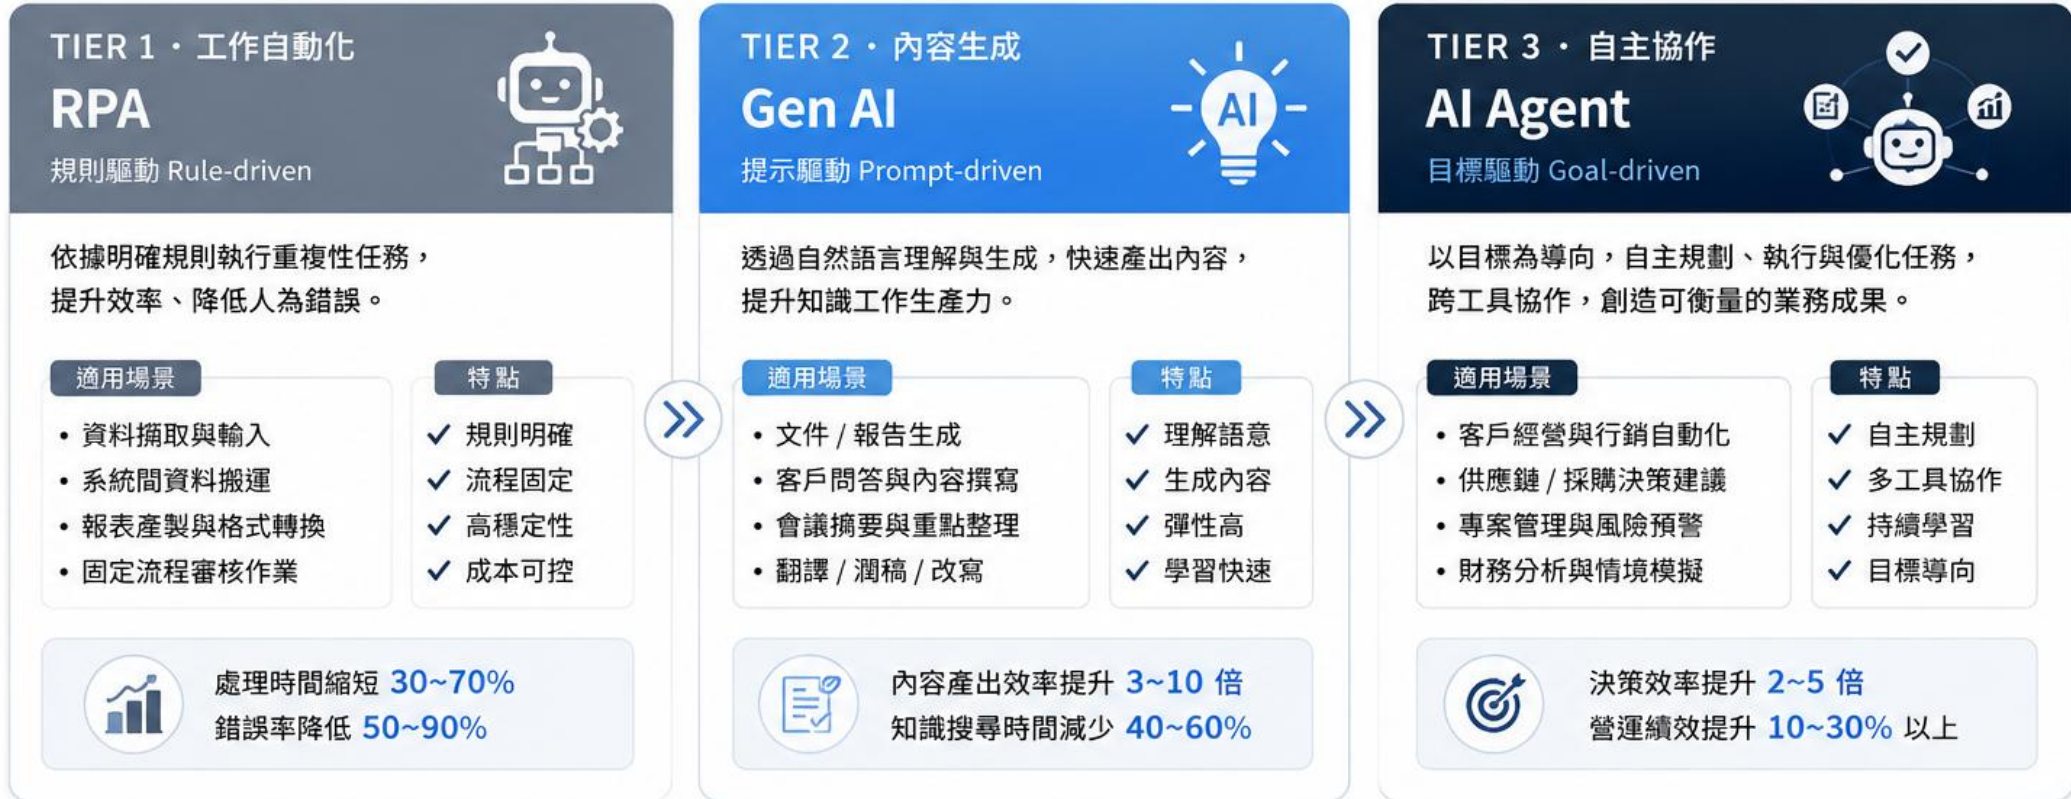 TIER 1 · 工作自動化
RPA
規則驅動 Rule-driven
依據明確規則執行重複性任務，
提升效率、降低人為錯誤。
適用場景
• 資料擷取與輸入
• 系統間資料搬運
• 報表產製與格式轉換
• 固定流程審核作業
特點
✓ 規則明確
✓ 流程固定
✓ 高穩定性
✓ 成本可控
處理時間縮短 30~70%
錯誤率降低 50~90%
TIER 2 · 內容生成
Gen AI
提示驅動 Prompt-driven
AI
透過自然語言理解與生成，快速產出內容，
提升知識工作生產力。
適用場景
• 文件 / 報告生成
• 客戶問答與內容撰寫
• 會議摘要與重點整理
• 翻譯 / 潤稿 / 改寫
特點
✓ 理解語意
✓ 生成內容
✓ 彈性高
✓ 學習快速
內容產出效率提升 3~10 倍
知識搜尋時間減少 40~60%
TIER 3 · 自主協作
AI Agent
目標驅動 Goal-driven
以目標為導向，自主規劃、執行與優化任務，
跨工具協作，創造可衡量的業務成果。
適用場景
• 客戶經營與行銷自動化
• 供應鏈 / 採購決策建議
• 專案管理與風險預警
• 財務分析與情境模擬
特點
✓ 自主規劃
✓ 多工具協作
✓ 持續學習
✓ 目標導向
決策效率提升 2~5 倍
營運績效提升 10~30% 以上